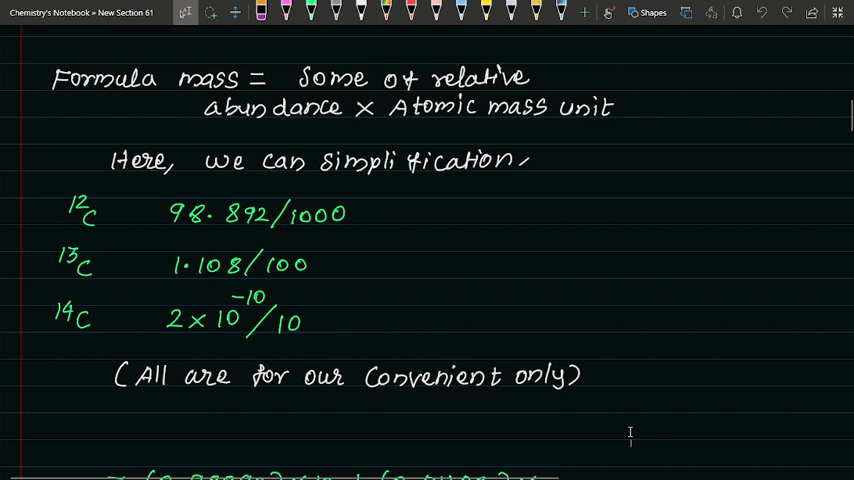 Chemistry's Notebook » New Section 61
Shapes
Formula mass = Some of relative
abundance × Atomic mass unit
Here, we can simplification,
¹²C 98.892/1000
¹³C 1.108/100
¹⁴C 2 × 10⁻¹⁰/10
(All are for our Convenient only)